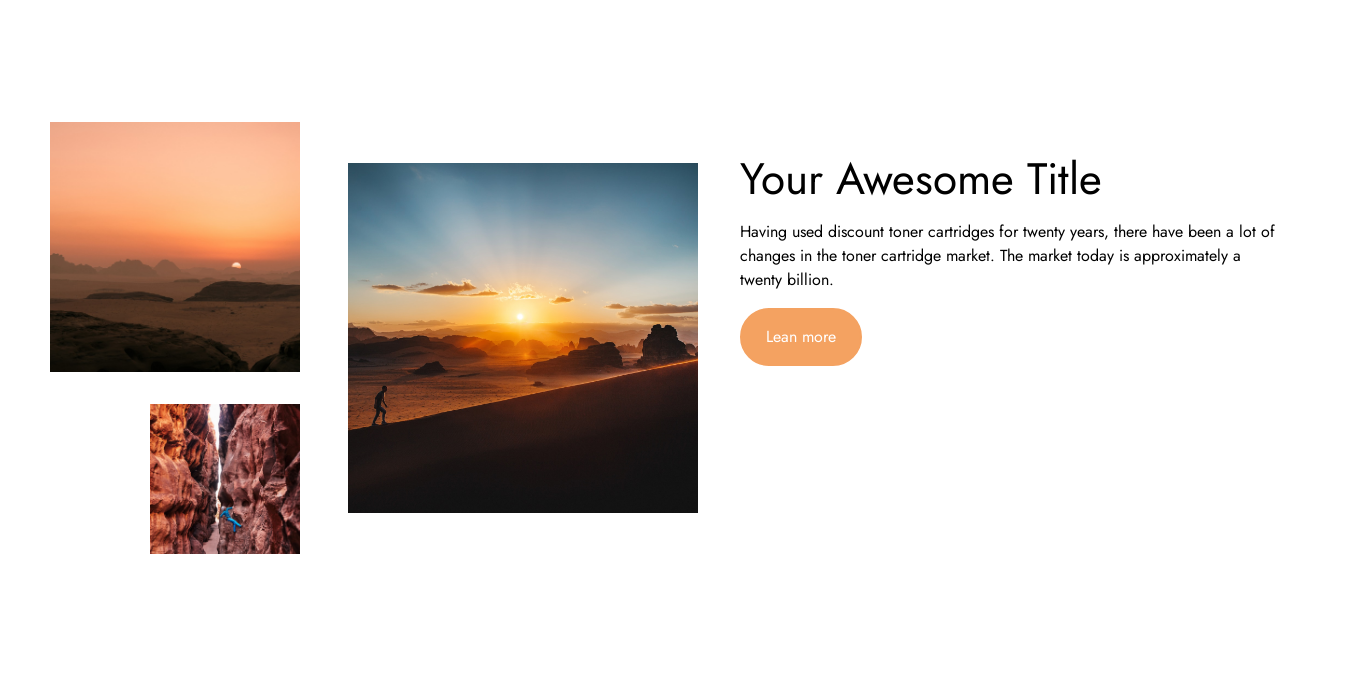 Your Awesome Title
Having used discount toner cartridges for twenty years, there have been a lot of
changes in the toner cartridge market. The market today is approximately a
twenty billion.
Lean more